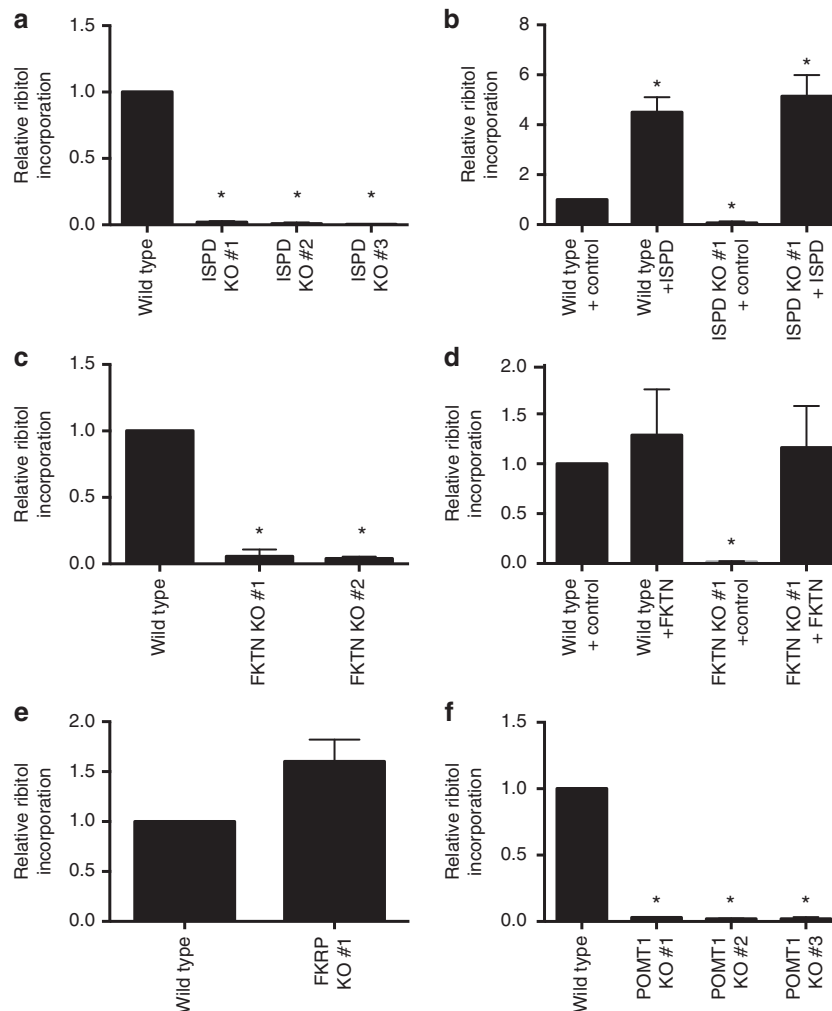 a
Relative ribitol
incorporation
1.5
1.0
0.5
0.0
*
*
*
Wild type
ISPD
KO #1
ISPD
KO #2
ISPD
KO #3
b
Relative ribitol
incorporation
8
6
4
2
0
*
*
*
Wild type
+ control
Wild type
+ISPD
ISPD KO #1
+ control
ISPD KO #1
+ ISPD
c
Relative ribitol
incorporation
1.5
1.0
0.5
0.0
*
*
Wild type
FKTN KO #1
FKTN KO #2
d
Relative ribitol
incorporation
2.0
1.5
1.0
0.5
0.0
*
Wild type
+ control
Wild type
+FKTN
FKTN KO #1
+control
FKTN KO #1
+ FKTN
e
Relative ribitol
incorporation
2.0
1.5
1.0
0.5
0.0
Wild type
FKRP
KO #1
f
Relative ribitol
incorporation
1.5
1.0
0.5
0.0
*
*
*
Wild type
POMT1
KO #1
POMT1
KO #2
POMT1
KO #3